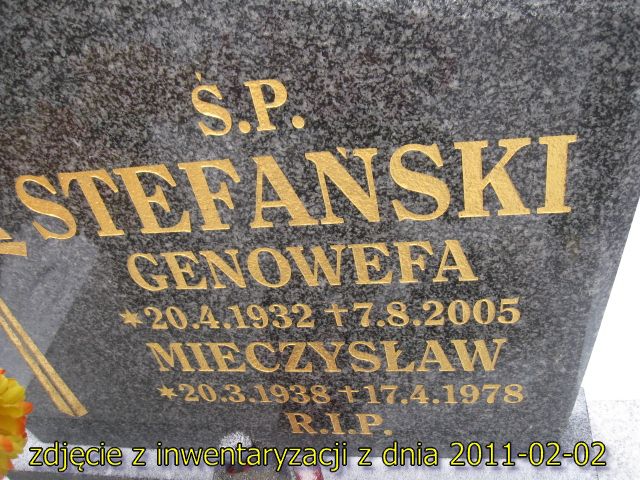 Ś.P.
STEFAŃSKI
GENOWEFA
*20.4.1932 †7.8.2005
MIECZYSŁAW
*20.3.1938 †17.4.1978
R.I.P.
zdjęcie z inwentaryzacji z dnia 2011-02-02